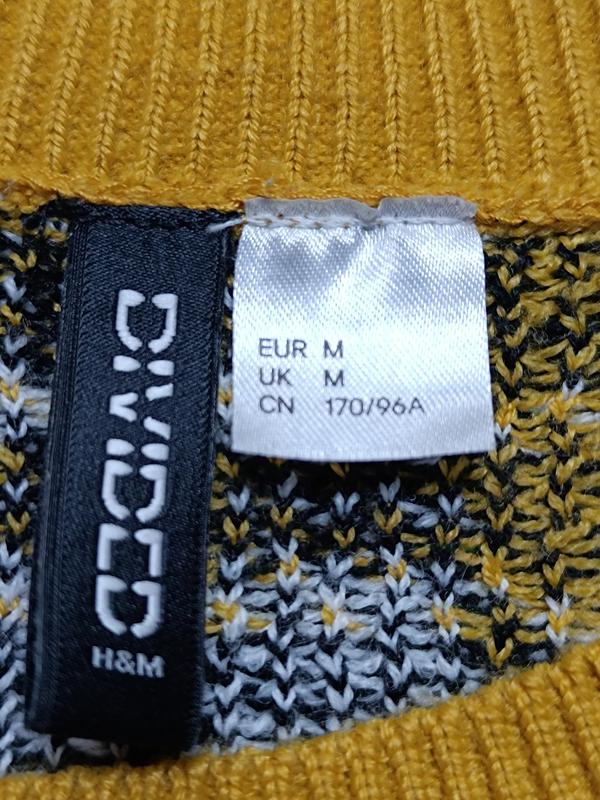 DIVIDED
H&M
EUR M
UK M
CN 170/96A